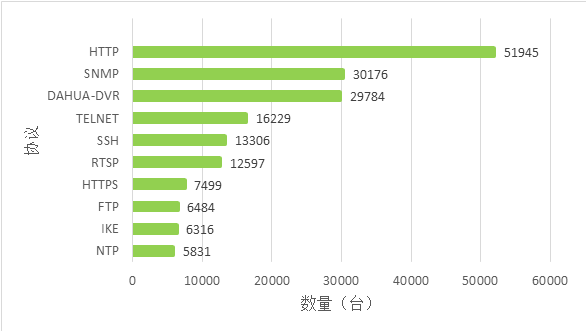 HTTP 51945
SNMP 30176
DAHUA-DVR 29784
TELNET 16229
SSH 13306
RTSP 12597
HTTPS 7499
FTP 6484
IKE 6316
NTP 5831
协议
0 10000 20000 30000 40000 50000 60000
数量（台）